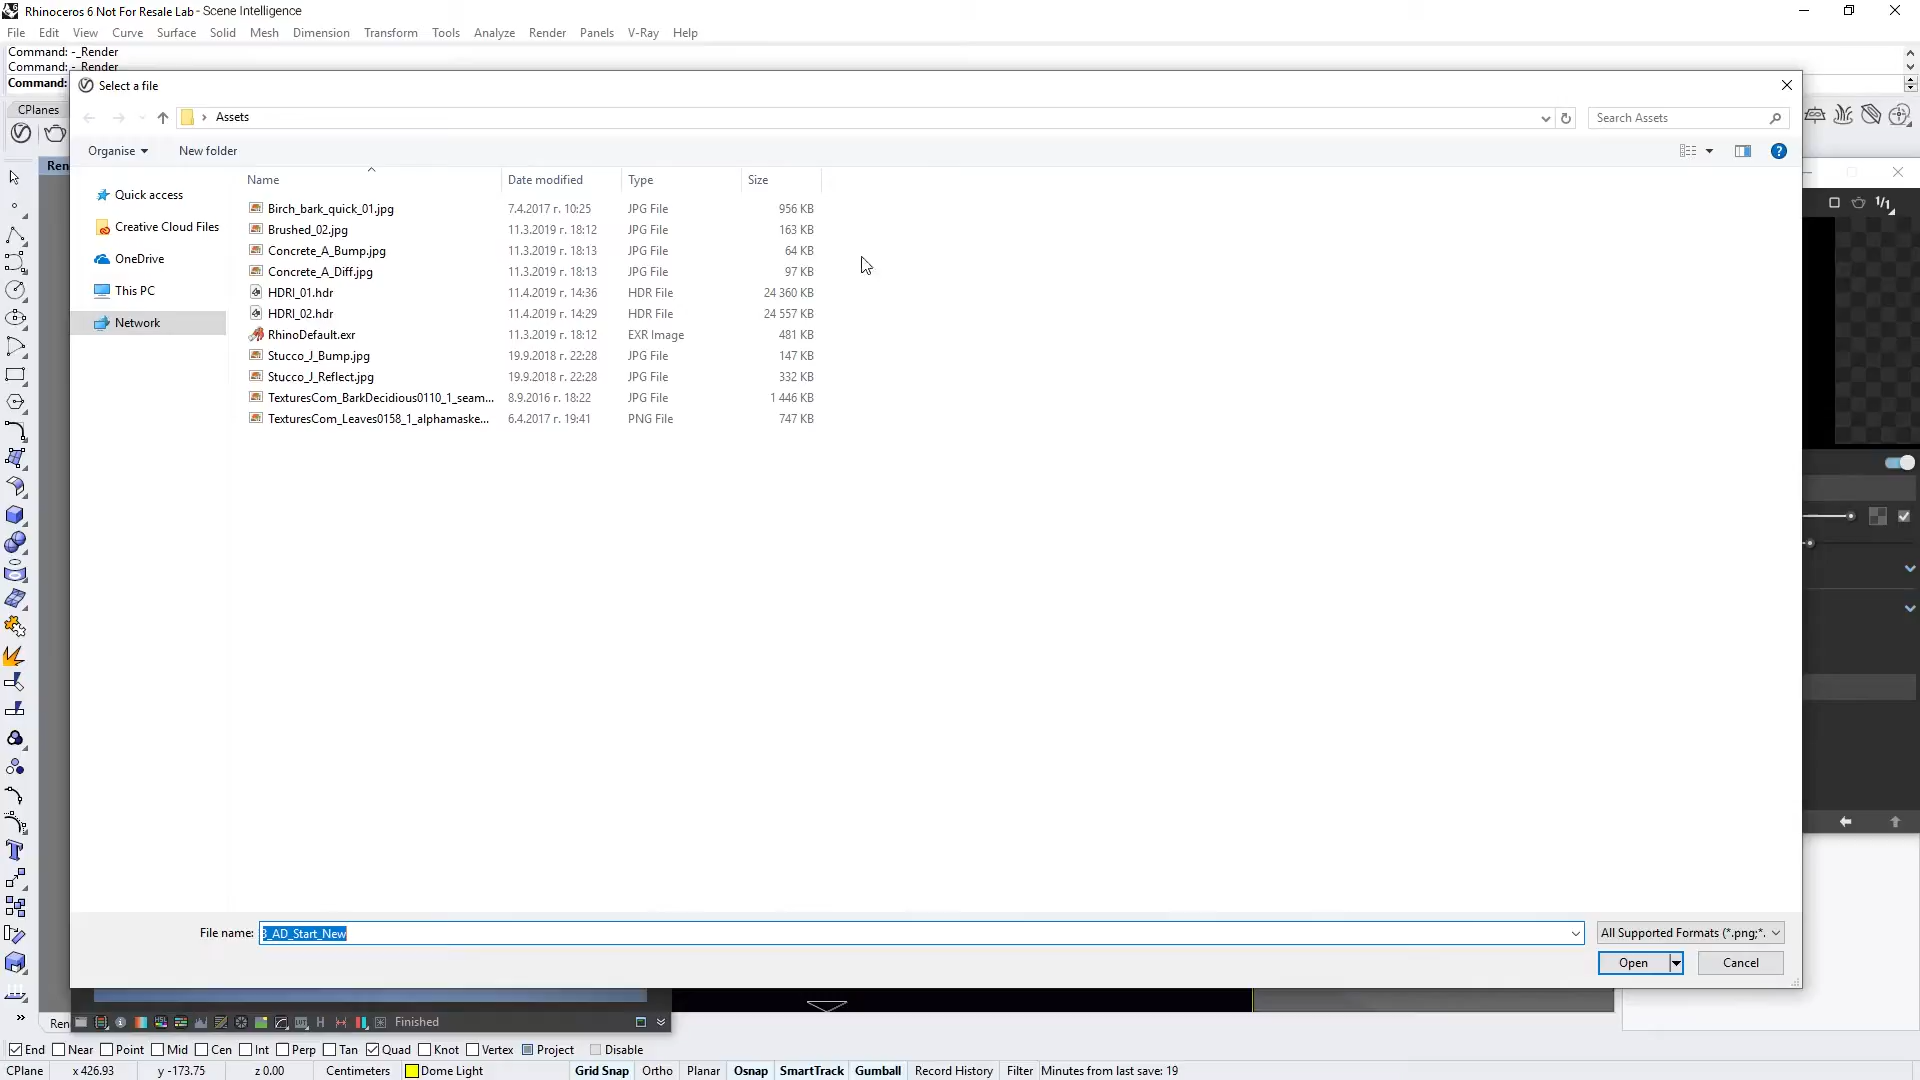 Rhinoceros 6 Not For Resale Lab - Scene Intelligence
File Edit View Curve Surface Solid Mesh Dimension Transform Tools Analyze Render Panels V-Ray Help
Command: -_Render
Command: -_Render
Command:
Select a file
CPlanes
Assets
Search Assets
Organise New folder
Name Date modified Type Size
Quick access
Creative Cloud Files
OneDrive
This PC
Network
Birch_bark_quick_01.jpg 7.4.2017 г. 10:25 JPG File 956 KB
Brushed_02.jpg 11.3.2019 г. 18:12 JPG File 163 KB
Concrete_A_Bump.jpg 11.3.2019 г. 18:13 JPG File 64 KB
Concrete_A_Diff.jpg 11.3.2019 г. 18:13 JPG File 97 KB
HDRI_01.hdr 11.4.2019 г. 14:36 HDR File 24 360 KB
HDRI_02.hdr 11.4.2019 г. 14:29 HDR File 24 557 KB
RhinoDefault.exr 11.3.2019 г. 18:12 EXR Image 481 KB
Stucco_J_Bump.jpg 19.9.2018 г. 22:28 JPG File 147 KB
Stucco_J_Reflect.jpg 19.9.2018 г. 22:28 JPG File 332 KB
TexturesCom_BarkDecidious0110_1_seam... 8.9.2016 г. 18:22 JPG File 1 446 KB
TexturesCom_Leaves0158_1_alphamaske... 6.4.2017 г. 19:41 PNG File 747 KB
1/1
File name: 3_AD_Start_New
All Supported Formats (*.png;*.
Open Cancel
Ren
Finished
End Near Point Mid Cen Int Perp Tan Quad Knot Vertex Project Disable
CPlane x 426.93 y -173.75 z 0.00 Centimeters Dome Light Grid Snap Ortho Planar Osnap SmartTrack Gumball Record History Filter Minutes from last save: 19